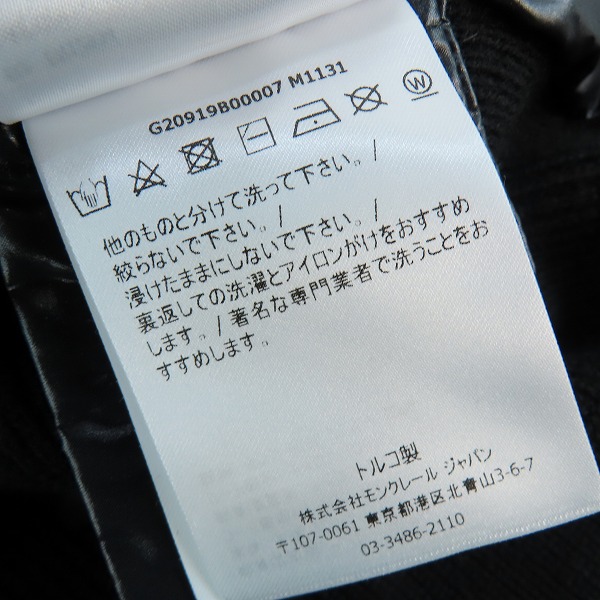 G20919B00007 M1131
W
他のものと分けて洗って下さい。/
絞らないで下さい。/
浸けたままにしないで下さい。/
裏返しての洗濯とアイロンがけをおすすめ
します。/ 著名な専門業者で洗うことをお
すすめします。
トルコ製
株式会社モンクレール ジャパン
〒107-0061 東京都港区北青山3-6-7
03-3486-2110